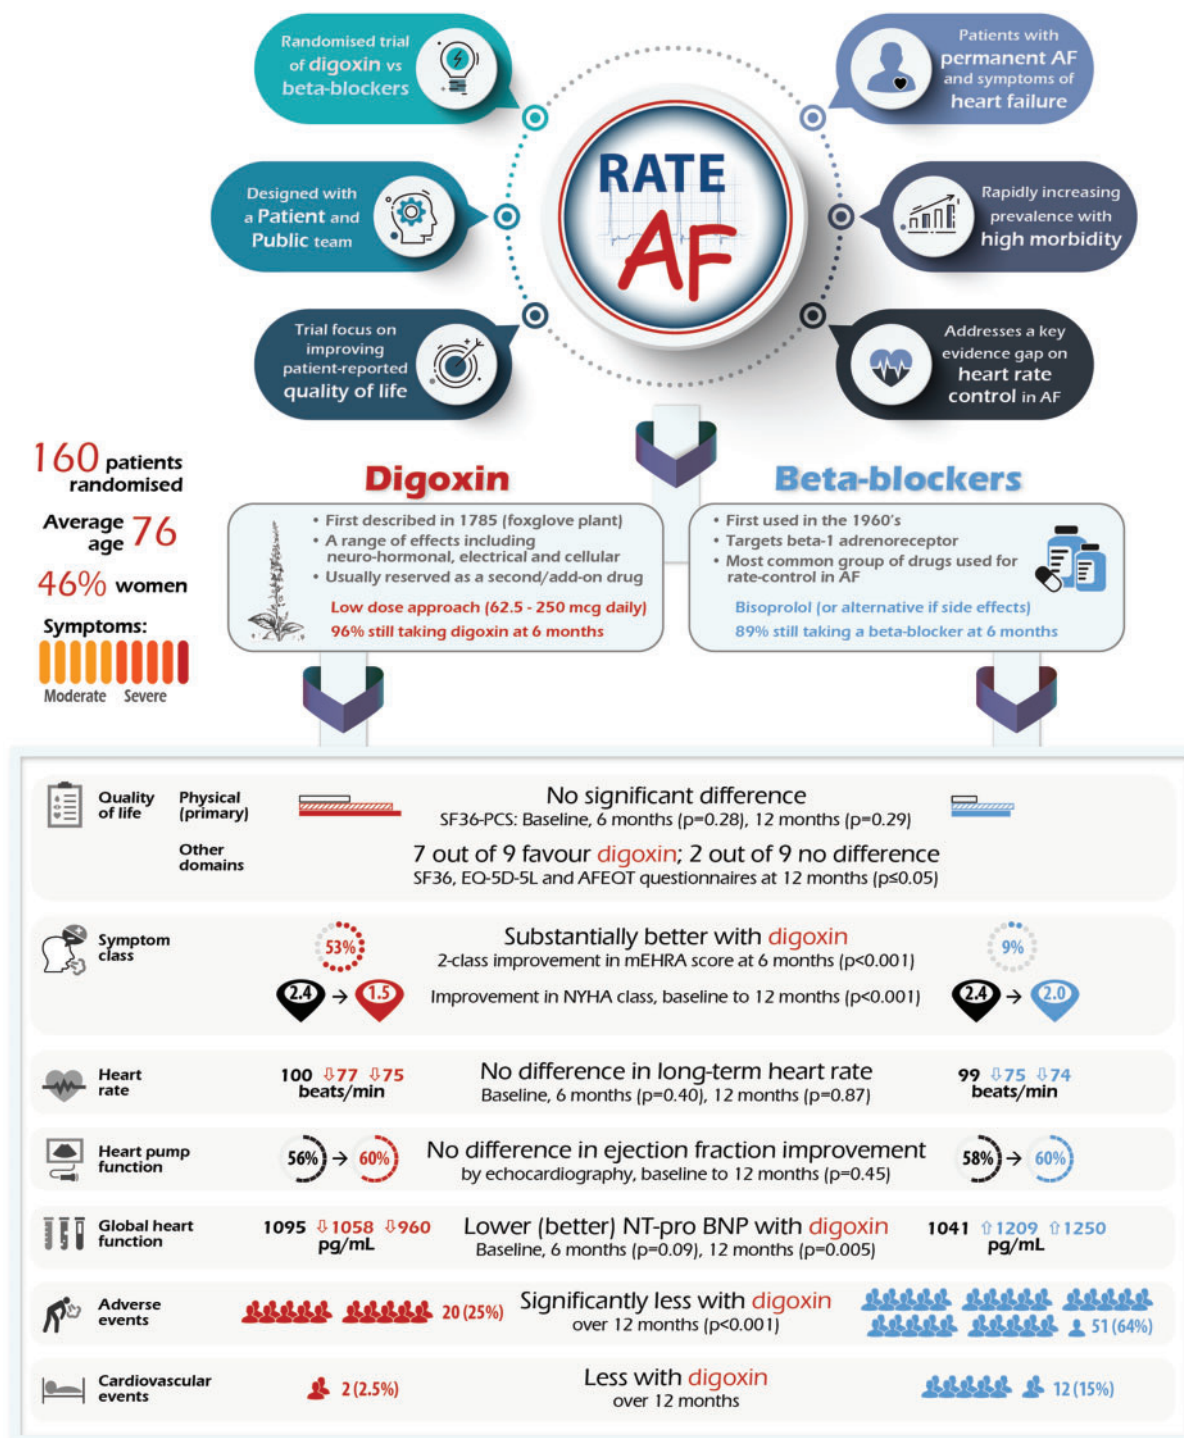 Randomised trial
of digoxin vs
beta-blockers
Patients with
permanent AF
and symptoms of
heart failure
Designed with
a Patient and
Public team
RATE
AF
Rapidly increasing
prevalence with
high morbidity
Trial focus on
improving
patient-reported
quality of life
Addresses a key
evidence gap on
heart rate
control in AF
160 patients
randomised
Average
age 76
46% women
Symptoms:
Moderate Severe
Digoxin
• First described in 1785 (foxglove plant)
• A range of effects including
neuro-hormonal, electrical and cellular
• Usually reserved as a second/add-on drug
Low dose approach (62.5 - 250 mcg daily)
96% still taking digoxin at 6 months
Beta-blockers
• First used in the 1960's
• Targets beta-1 adrenoreceptor
• Most common group of drugs used for
rate-control in AF
Bisoprolol (or alternative if side effects)
89% still taking a beta-blocker at 6 months
Quality
of life
Physical
(primary)
No significant difference
SF36-PCS: Baseline, 6 months (p=0.28), 12 months (p=0.29)
Other
domains
7 out of 9 favour digoxin; 2 out of 9 no difference
SF36, EQ-5D-5L and AFEQT questionnaires at 12 months (p≤0.05)
Symptom
class
53%
Substantially better with digoxin
2-class improvement in mEHRA score at 6 months (p<0.001)
9%
2.4 → 1.5
Improvement in NYHA class, baseline to 12 months (p<0.001)
2.4 → 2.0
Heart
rate
100 ⇩77 ⇩75
beats/min
No difference in long-term heart rate
Baseline, 6 months (p=0.40), 12 months (p=0.87)
99 ⇩75 ⇩74
beats/min
Heart pump
function
56% → 60%
No difference in ejection fraction improvement
by echocardiography, baseline to 12 months (p=0.45)
58% → 60%
Global heart
function
1095 ⇩1058 ⇩960
pg/mL
Lower (better) NT-pro BNP with digoxin
Baseline, 6 months (p=0.09), 12 months (p=0.005)
1041 ⇧1209 ⇧1250
pg/mL
Adverse
events
20 (25%)
Significantly less with digoxin
over 12 months (p<0.001)
51 (64%)
Cardiovascular
events
2 (2.5%)
Less with digoxin
over 12 months
12 (15%)